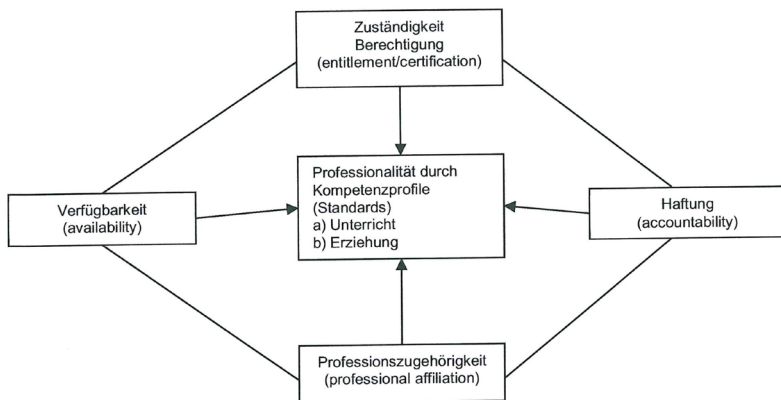 Zuständigkeit
Berechtigung
(entitlement/certification)
Professionalität durch
Kompetenzprofile
(Standards)
a) Unterricht
b) Erziehung
Verfügbarkeit
(availability)
Haftung
(accountability)
Professionszugehörigkeit
(professional affiliation)